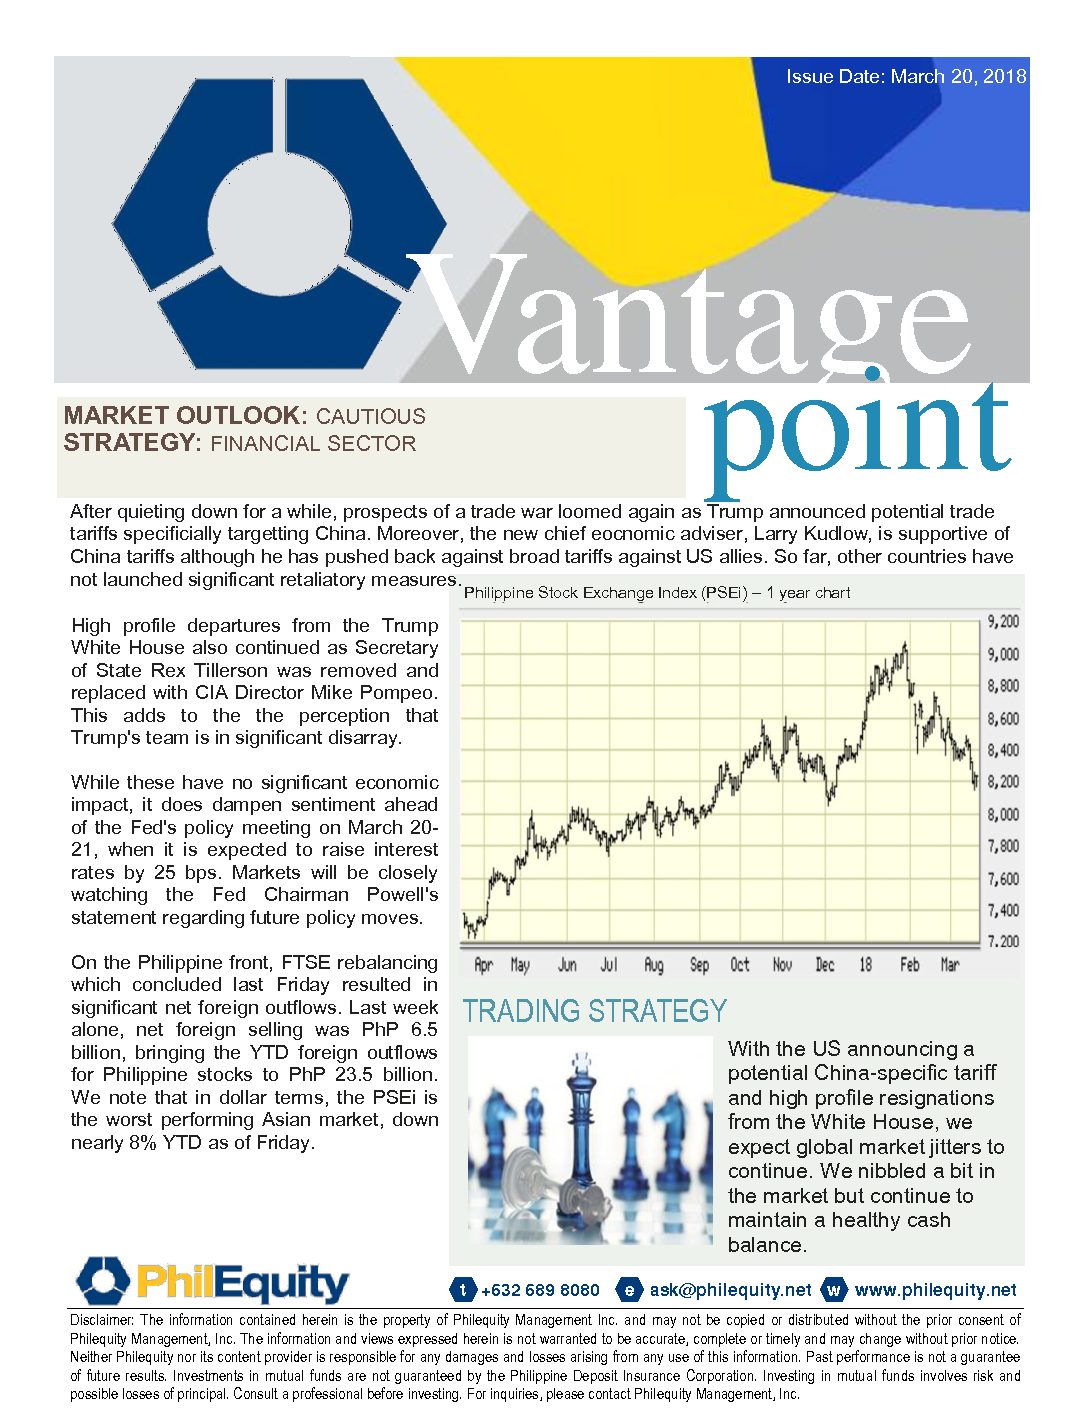 Issue Date: March 20, 2018
Vantage
point
MARKET OUTLOOK: CAUTIOUS
STRATEGY: FINANCIAL SECTOR
After quieting down for a while, prospects of a trade war loomed again as Trump announced potential trade
tariffs specificially targetting China. Moreover, the new chief eocnomic adviser, Larry Kudlow, is supportive of
China tariffs although he has pushed back against broad tariffs against US allies. So far, other countries have
not launched significant retaliatory measures.
High profile departures from the Trump
White House also continued as Secretary
of State Rex Tillerson was removed and
replaced with CIA Director Mike Pompeo.
This adds to the the perception that
Trump's team is in significant disarray.
While these have no significant economic
impact, it does dampen sentiment ahead
of the Fed's policy meeting on March 20-
21, when it is expected to raise interest
rates by 25 bps. Markets will be closely
watching the Fed Chairman Powell's
statement regarding future policy moves.
On the Philippine front, FTSE rebalancing
which concluded last Friday resulted in
significant net foreign outflows. Last week
alone, net foreign selling was PhP 6.5
billion, bringing the YTD foreign outflows
for Philippine stocks to PhP 23.5 billion.
We note that in dollar terms, the PSEi is
the worst performing Asian market, down
nearly 8% YTD as of Friday.
Philippine Stock Exchange Index (PSEi) – 1 year chart
9,200
9,000
8,800
8,600
8,400
8,200
8,000
7,800
7,600
7,400
7.200
Apr May Jun Jul Aug Sep Oct Nov Dec 18 Feb Mar
TRADING STRATEGY
With the US announcing a
potential China-specific tariff
and high profile resignations
from the White House, we
expect global market jitters to
continue. We nibbled a bit in
the market but continue to
maintain a healthy cash
balance.
PhilEquity
t +632 689 8080 e ask@philequity.net w www.philequity.net
Disclaimer: The information contained herein is the property of Philequity Management Inc. and may not be copied or distributed without the prior consent of
Philequity Management, Inc. The information and views expressed herein is not warranted to be accurate, complete or timely and may change without prior notice.
Neither Philequity nor its content provider is responsible for any damages and losses arising from any use of this information. Past performance is not a guarantee
of future results. Investments in mutual funds are not guaranteed by the Philippine Deposit Insurance Corporation. Investing in mutual funds involves risk and
possible losses of principal. Consult a professional before investing. For inquiries, please contact Philequity Management, Inc.